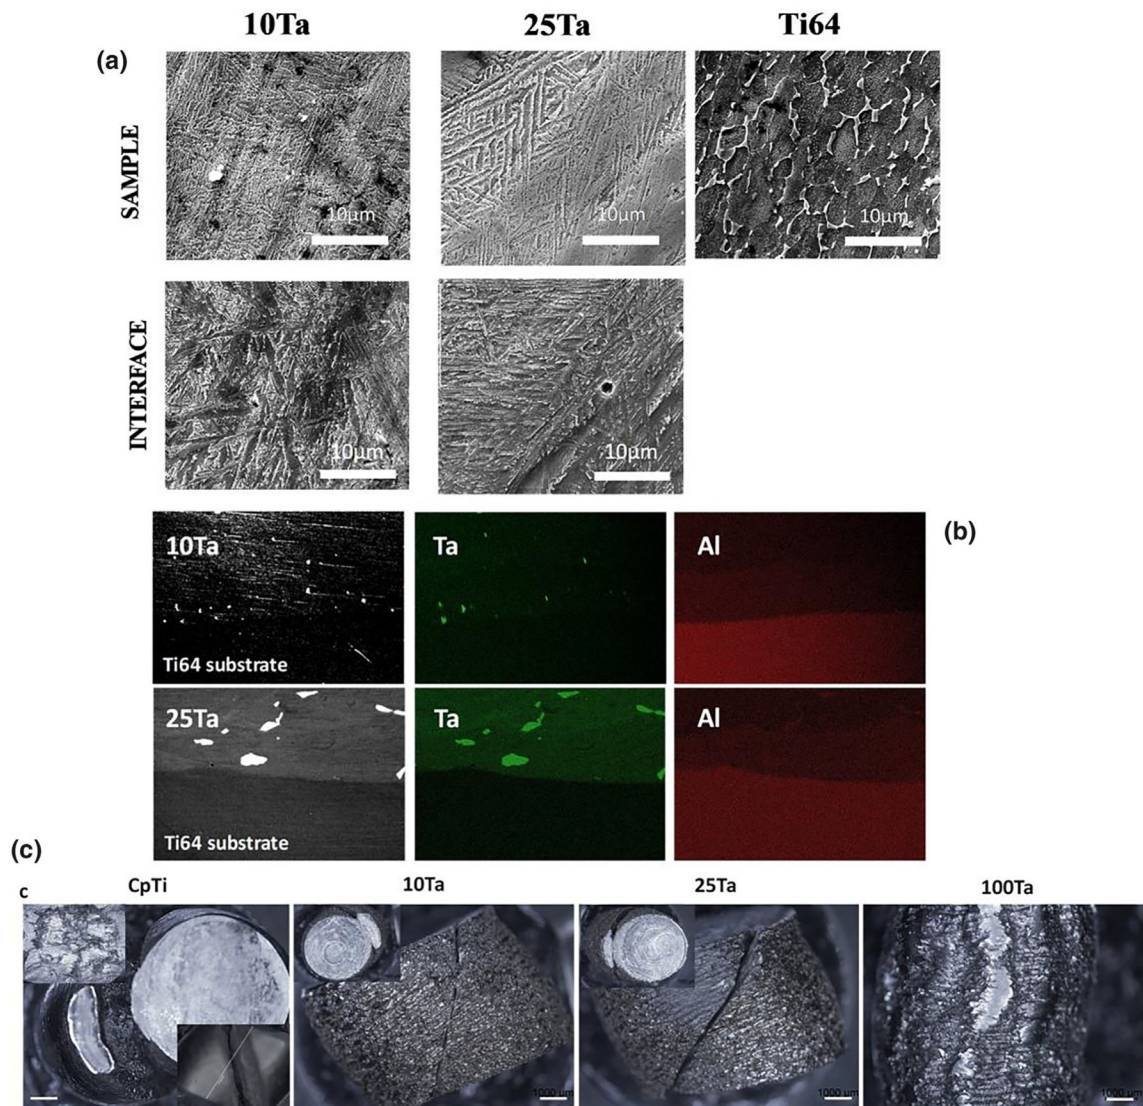 10Ta 25Ta Ti64
(a)
SAMPLE
10μm 10μm 10μm
INTERFACE
10μm 10μm
(b)
10Ta Ta Al
Ti64 substrate
25Ta Ta Al
Ti64 substrate
(c)
c CpTi 10Ta 25Ta 100Ta
1000 μm 1000 μm 1000 μm